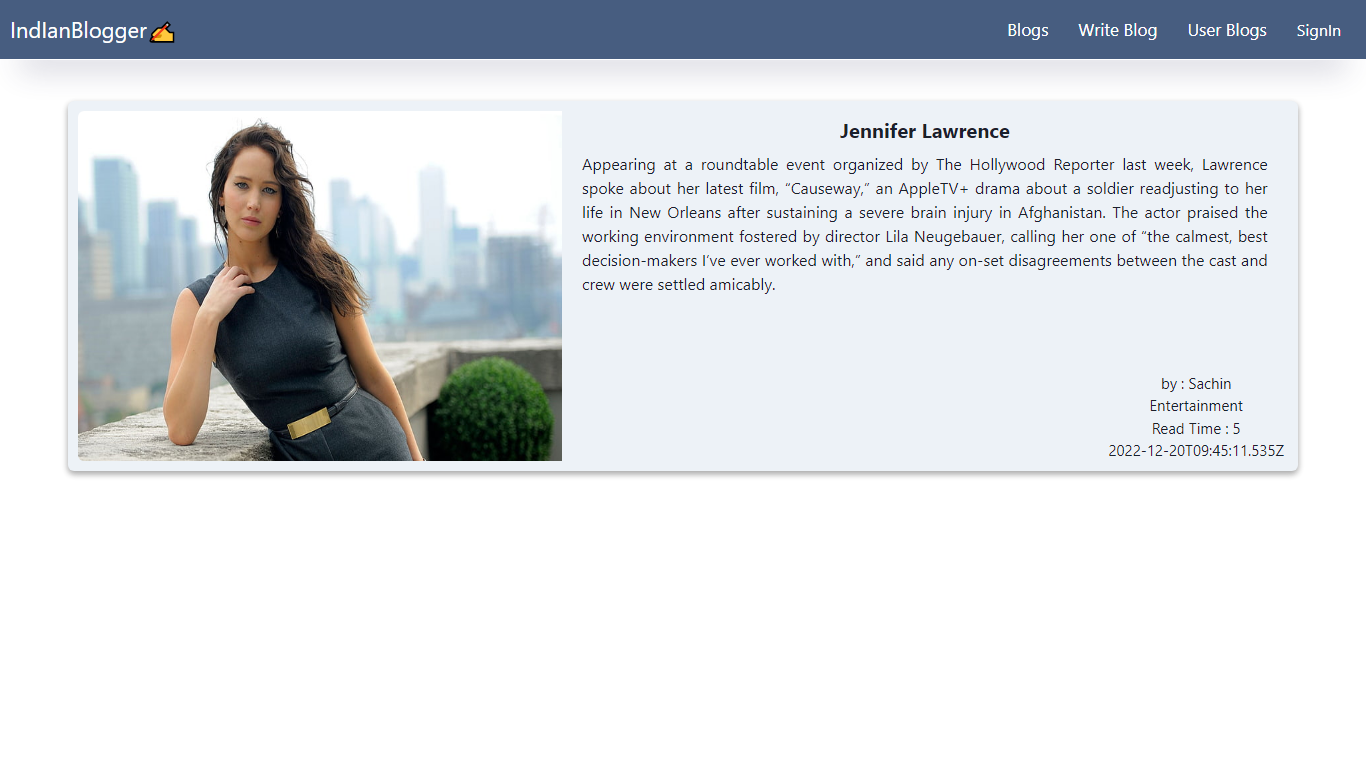 IndIanBlogger✍
Blogs Write Blog User Blogs SignIn
Jennifer Lawrence
Appearing at a roundtable event organized by The Hollywood Reporter last week, Lawrence
spoke about her latest film, “Causeway,” an AppleTV+ drama about a soldier readjusting to her
life in New Orleans after sustaining a severe brain injury in Afghanistan. The actor praised the
working environment fostered by director Lila Neugebauer, calling her one of “the calmest, best
decision-makers I’ve ever worked with,” and said any on-set disagreements between the cast and
crew were settled amicably.
by : Sachin
Entertainment
Read Time : 5
2022-12-20T09:45:11.535Z